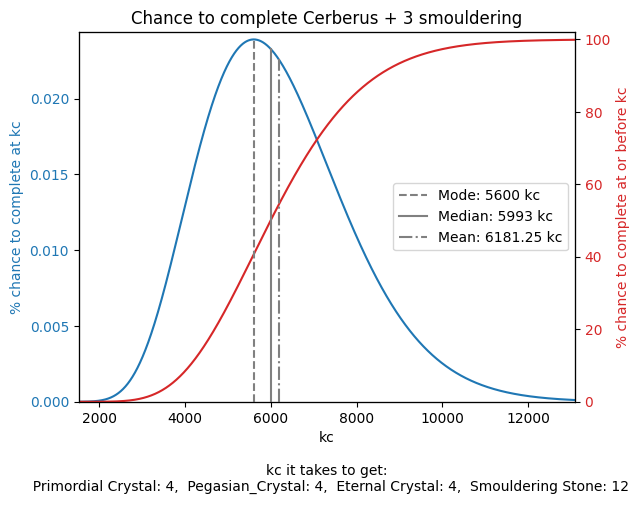 Chance to complete Cerberus + 3 smouldering
% chance to complete at kc
0.020
0.015
0.010
0.005
0.000
100
80
60
40
20
0
% chance to complete at or before kc
Mode: 5600 kc
Median: 5993 kc
Mean: 6181.25 kc
2000 4000 6000 8000 10000 12000
kc
kc it takes to get:
Primordial Crystal: 4, Pegasian_Crystal: 4, Eternal Crystal: 4, Smouldering Stone: 12